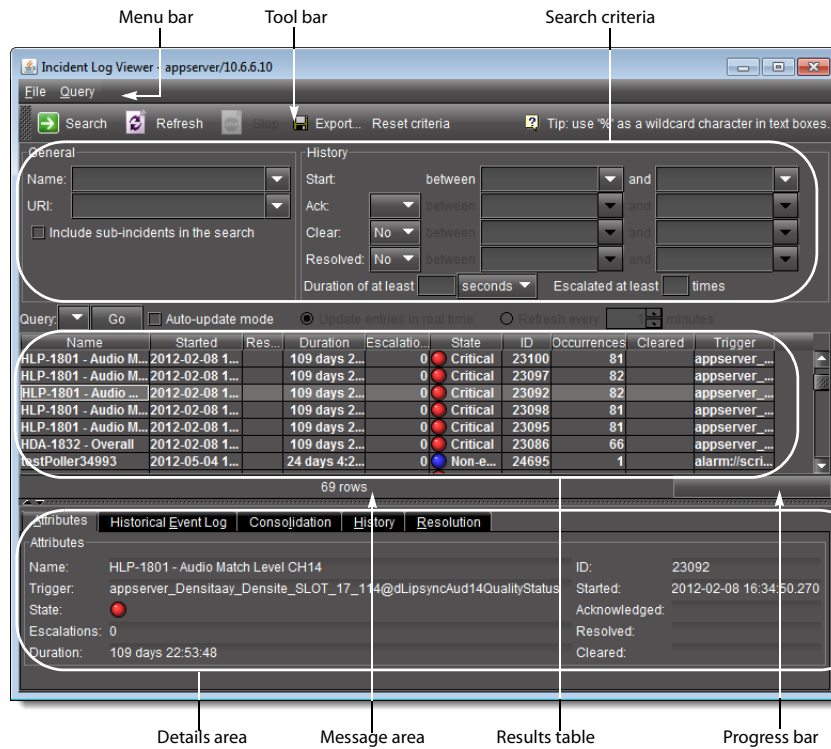 Menu bar Tool bar Search criteria
Incident Log Viewer - appserver/10.6.6.10
File Query
Search Refresh Stop Export... Reset criteria Tip: use '%' as a wildcard character in text boxes.
General History
Name: Start: between and
URI: Ack: between and
Include sub-incidents in the search Clear: No between and
Resolved: No between and
Duration of at least seconds Escalated at least times
Query: Go Auto-update mode Update entries in real time Refresh every minutes
Name Started Res... Duration Escalatio... State ID Occurrences Cleared Trigger
HLP-1801 - Audio M... 2012-02-08 1... 109 days 2... 0 Critical 23100 81 appserver_...
HLP-1801 - Audio M... 2012-02-08 1... 109 days 2... 0 Critical 23097 82 appserver_...
HLP-1801 - Audio ... 2012-02-08 1... 109 days 2... 0 Critical 23092 82 appserver_...
HLP-1801 - Audio M... 2012-02-08 1... 109 days 2... 0 Critical 23098 81 appserver_...
HLP-1801 - Audio M... 2012-02-08 1... 109 days 2... 0 Critical 23095 81 appserver_...
HDA-1832 - Overall 2012-02-08 1... 109 days 2... 0 Critical 23086 66 appserver_...
testPoller34993 2012-05-04 1... 24 days 4:2... 0 Non-e... 24695 1 alarm://scri...
69 rows
Attributes Historical Event Log Consolidation History Resolution
Attributes
Name: HLP-1801 - Audio Match Level CH14 ID: 23092
Trigger: appserver_Densitaay_Densite_SLOT_17_114@dLipsyncAud14QualityStatus Started: 2012-02-08 16:34:50.270
State: Acknowledged:
Escalations: 0 Resolved:
Duration: 109 days 22:53:48 Cleared:
Details area Message area Results table Progress bar